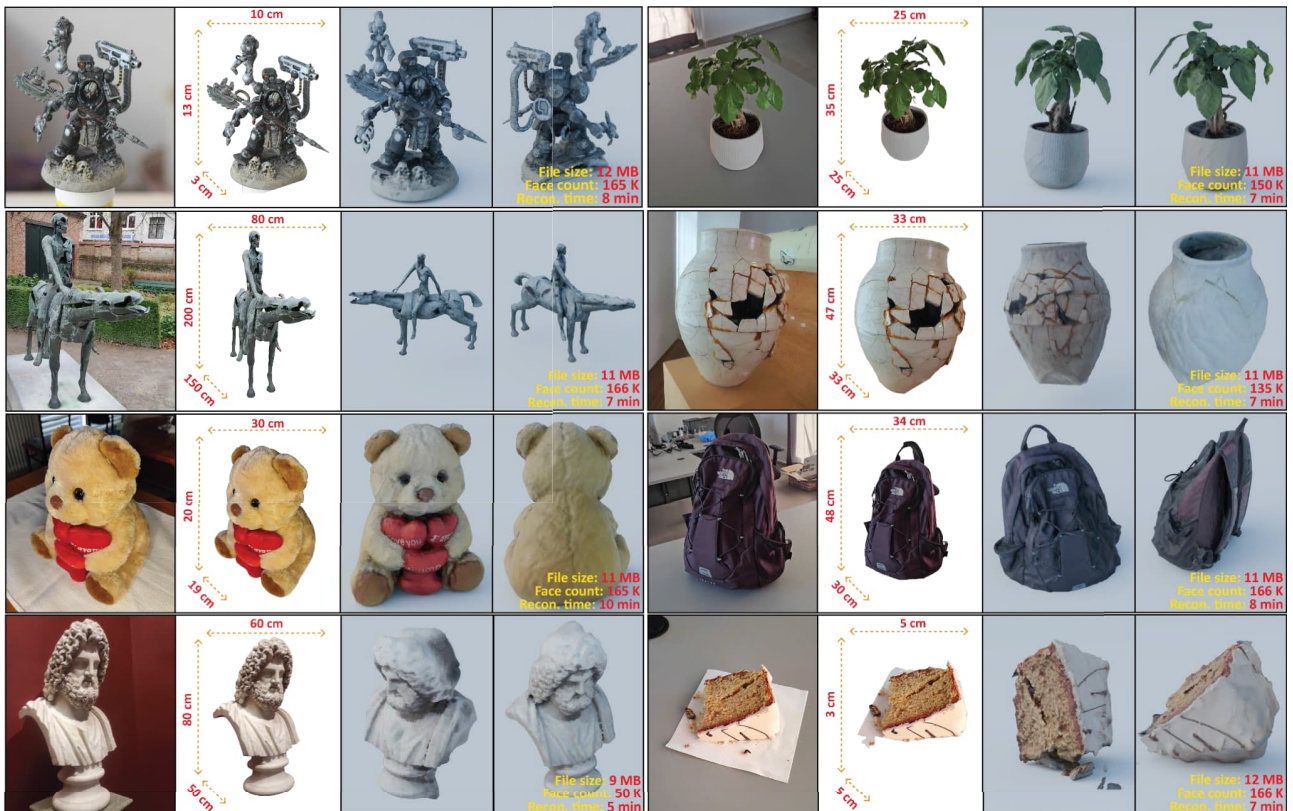 10 cm
13 cm
3 cm
File size: 12 MB
Face count: 165 K
Recon. time: 8 min
25 cm
35 cm
25 cm
File size: 11 MB
Face count: 150 K
Recon. time: 7 min
80 cm
200 cm
150 cm
File size: 11 MB
Face count: 166 K
Recon. time: 7 min
33 cm
47 cm
33 cm
File size: 11 MB
Face count: 135 K
Recon. time: 7 min
30 cm
20 cm
19 cm
File size: 11 MB
Face count: 165 K
Recon. time: 10 min
34 cm
48 cm
30 cm
File size: 11 MB
Face count: 166 K
Recon. time: 8 min
60 cm
80 cm
50 cm
File size: 9 MB
Face count: 50 K
Recon. time: 5 min
5 cm
3 cm
5 cm
File size: 12 MB
Face count: 166 K
Recon. time: 7 min